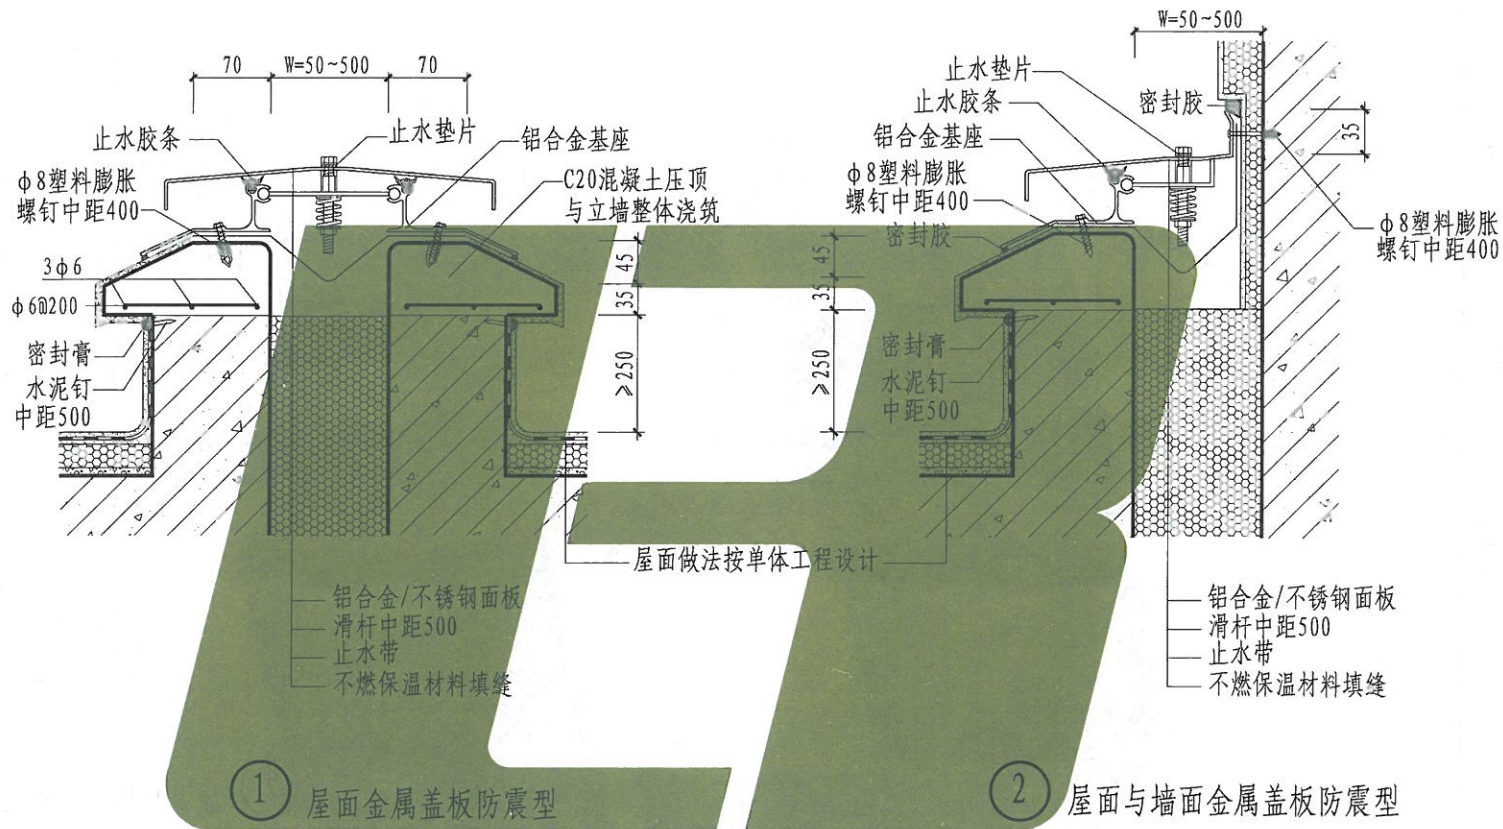 70
W=50~500
70
止水胶条
止水垫片
铝合金基座
φ8塑料膨胀
螺钉中距400
C20混凝土压顶
与立墙整体浇筑
3φ6
φ6@200
密封膏
水泥钉
中距500
45
35
≥250
铝合金/不锈钢面板
滑杆中距500
止水带
不燃保温材料填缝
屋面做法按单体工程设计
1
屋面金属盖板防震型
W=50~500
止水垫片
止水胶条
铝合金基座
φ8塑料膨胀
螺钉中距400
密封胶
密封胶
35
φ8塑料膨胀
螺钉中距400
45
35
≥250
密封膏
水泥钉
中距500
铝合金/不锈钢面板
滑杆中距500
止水带
不燃保温材料填缝
2
屋面与墙面金属盖板防震型